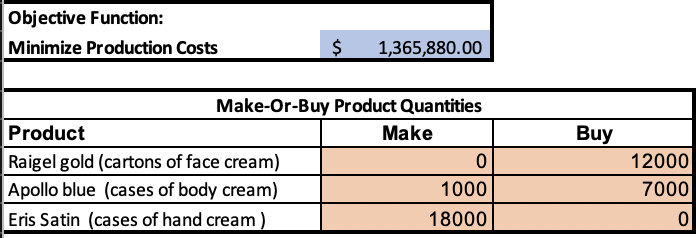 Objective Function:
Minimize Production Costs $ 1,365,880.00
Make-Or-Buy Product Quantities
Product Make Buy
Raigel gold (cartons of face cream) 0 12000
Apollo blue (cases of body cream) 1000 7000
Eris Satin (cases of hand cream ) 18000 0